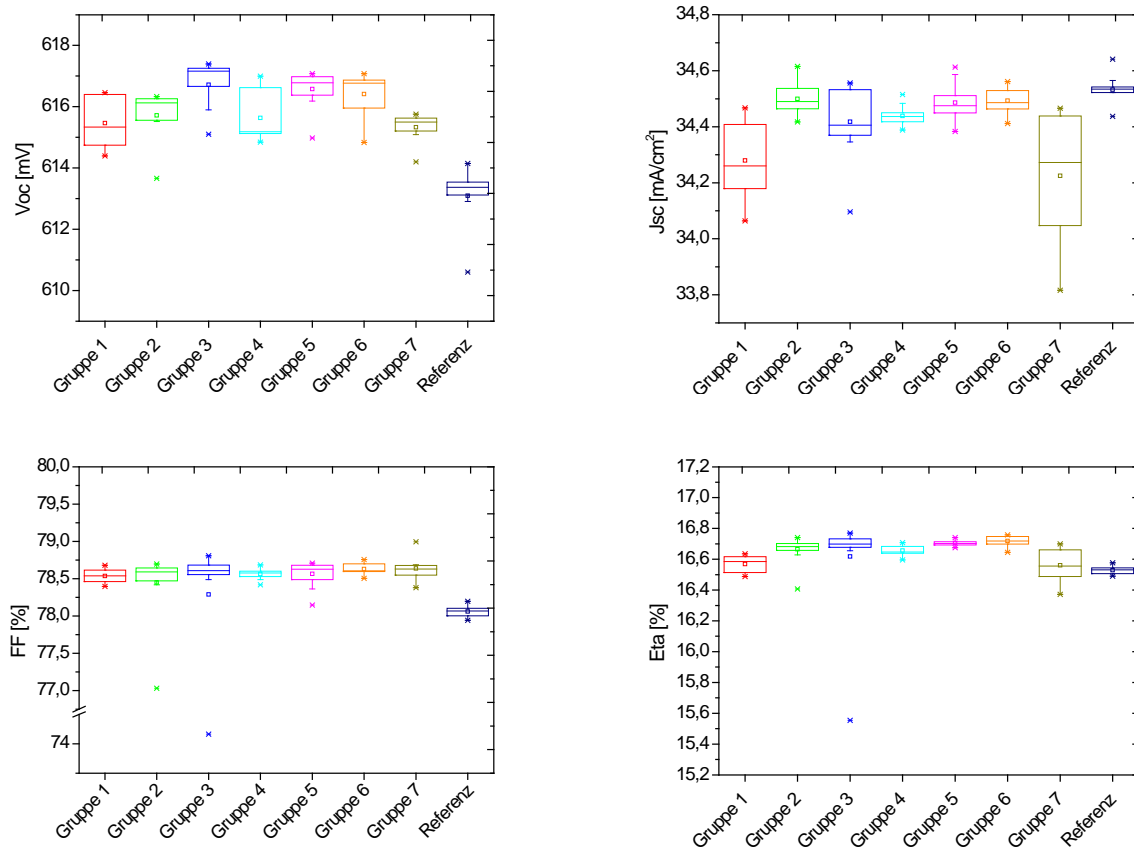 Voc [mV]
618
616
614
612
610
Gruppe 1
Gruppe 2
Gruppe 3
Gruppe 4
Gruppe 5
Gruppe 6
Gruppe 7
Referenz
Jsc [mA/cm²]
34,8
34,6
34,4
34,2
34,0
33,8
Gruppe 1
Gruppe 2
Gruppe 3
Gruppe 4
Gruppe 5
Gruppe 6
Gruppe 7
Referenz
FF [%]
80,0
79,5
79,0
78,5
78,0
77,5
77,0
74
Gruppe 1
Gruppe 2
Gruppe 3
Gruppe 4
Gruppe 5
Gruppe 6
Gruppe 7
Referenz
Eta [%]
17,2
17,0
16,8
16,6
16,4
16,2
16,0
15,8
15,6
15,4
15,2
Gruppe 1
Gruppe 2
Gruppe 3
Gruppe 4
Gruppe 5
Gruppe 6
Gruppe 7
Referenz